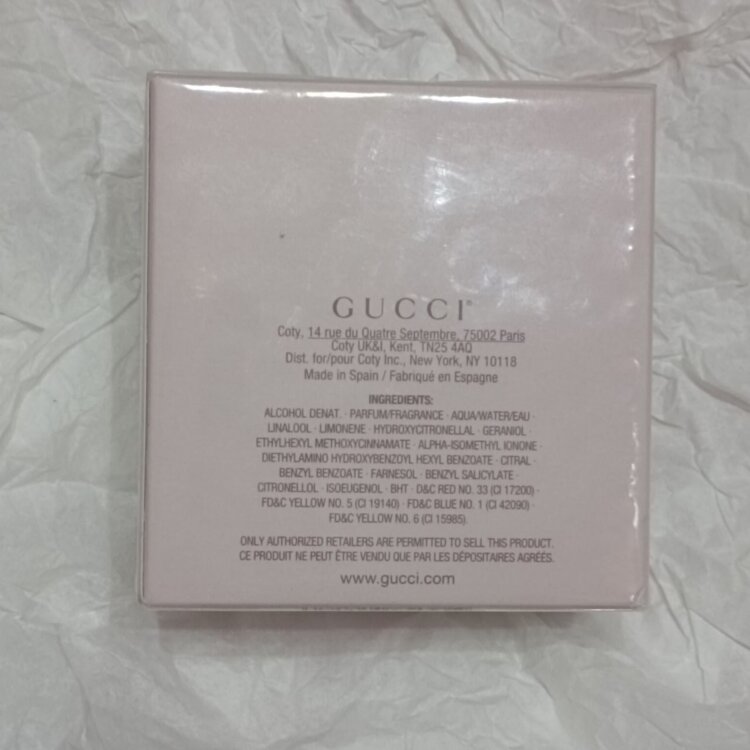 GUCCI®
Coty, 14 rue du Quatre Septembre, 75002 Paris
Coty UK&I, Kent, TN25 4AQ
Dist. for/pour Coty Inc., New York, NY 10118
Made in Spain / Fabriqué en Espagne
INGREDIENTS:
ALCOHOL DENAT. · PARFUM/FRAGRANCE · AQUA/WATER/EAU ·
LINALOOL · LIMONENE · HYDROXYCITRONELLAL · GERANIOL ·
ETHYLHEXYL METHOXYCINNAMATE · ALPHA-ISOMETHYL IONONE ·
DIETHYLAMINO HYDROXYBENZOYL HEXYL BENZOATE · CITRAL ·
BENZYL BENZOATE · FARNESOL · BENZYL SALICYLATE ·
CITRONELLOL · ISOEUGENOL · BHT · D&C RED NO. 33 (CI 17200) ·
FD&C YELLOW NO. 5 (CI 19140) · FD&C BLUE NO. 1 (CI 42090) ·
FD&C YELLOW NO. 6 (CI 15985).
ONLY AUTHORIZED RETAILERS ARE PERMITTED TO SELL THIS PRODUCT.
CE PRODUIT NE PEUT ÊTRE VENDU QUE PAR LES DÉPOSITAIRES AGRÉÉS.
www.gucci.com